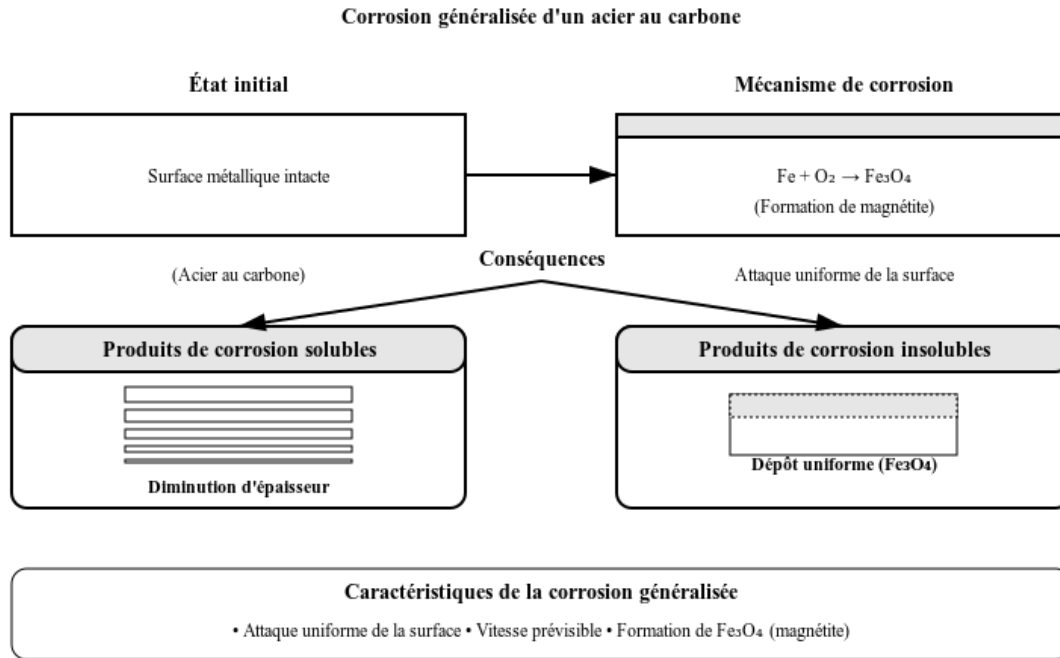 Corrosion généralisée d'un acier au carbone
État initial
Mécanisme de corrosion
Surface métallique intacte
Fe + O₂ → Fe₃O₄
(Formation de magnétite)
(Acier au carbone)
Conséquences
Attaque uniforme de la surface
Produits de corrosion solubles
Produits de corrosion insolubles
Diminution d'épaisseur
Dépôt uniforme (Fe₃O₄)
Caractéristiques de la corrosion généralisée
• Attaque uniforme de la surface • Vitesse prévisible • Formation de Fe₃O₄ (magnétite)